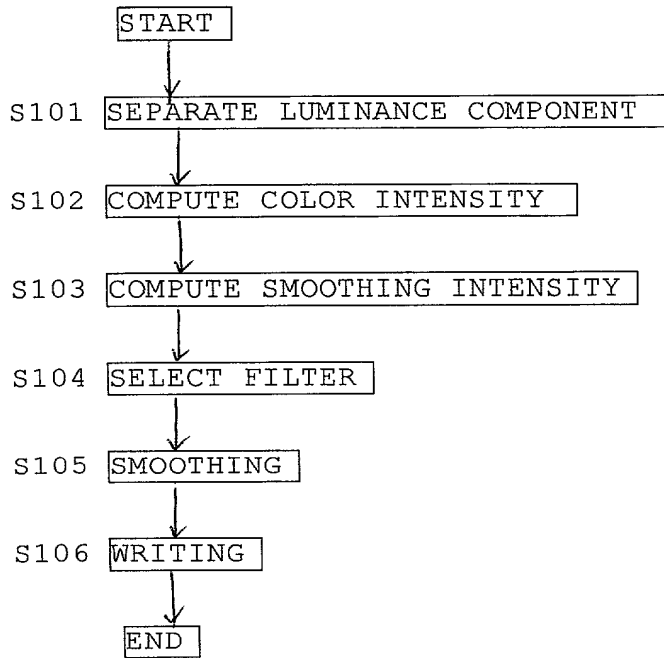 START
S101 SEPARATE LUMINANCE COMPONENT
S102 COMPUTE COLOR INTENSITY
S103 COMPUTE SMOOTHING INTENSITY
S104 SELECT FILTER
S105 SMOOTHING
S106 WRITING
END